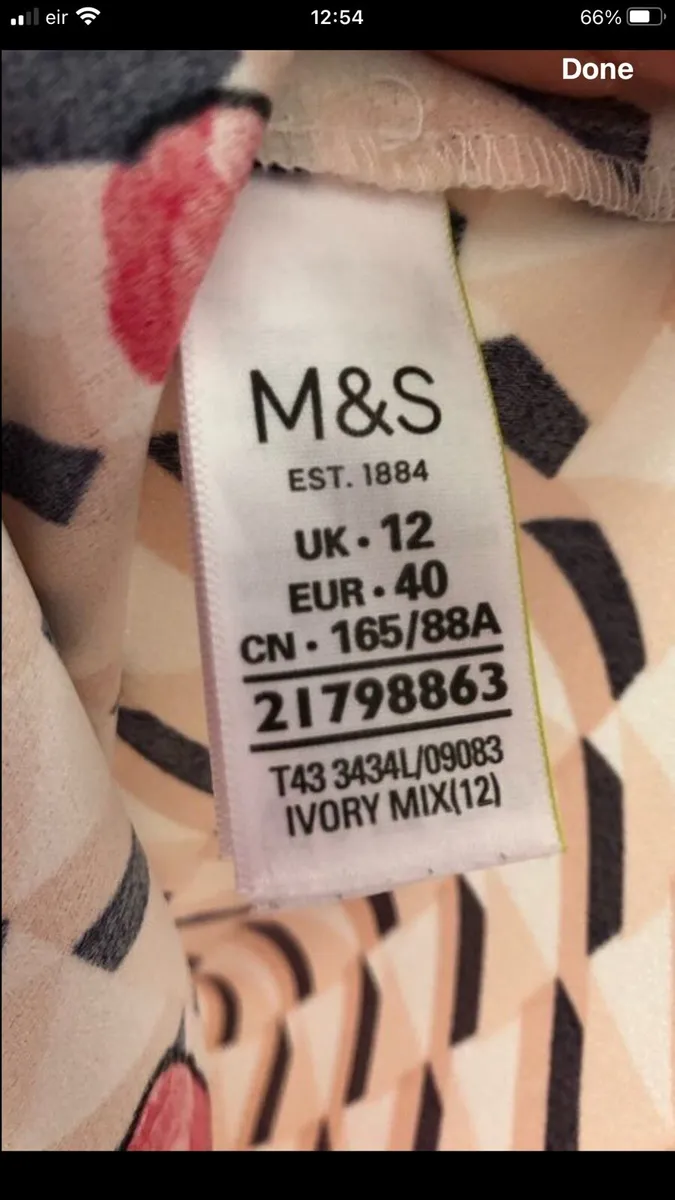 eir 12:54 66%
Done
M&S
EST. 1884
UK • 12
EUR • 40
CN • 165/88A
21798863
T43 3434L/09083
IVORY MIX(12)